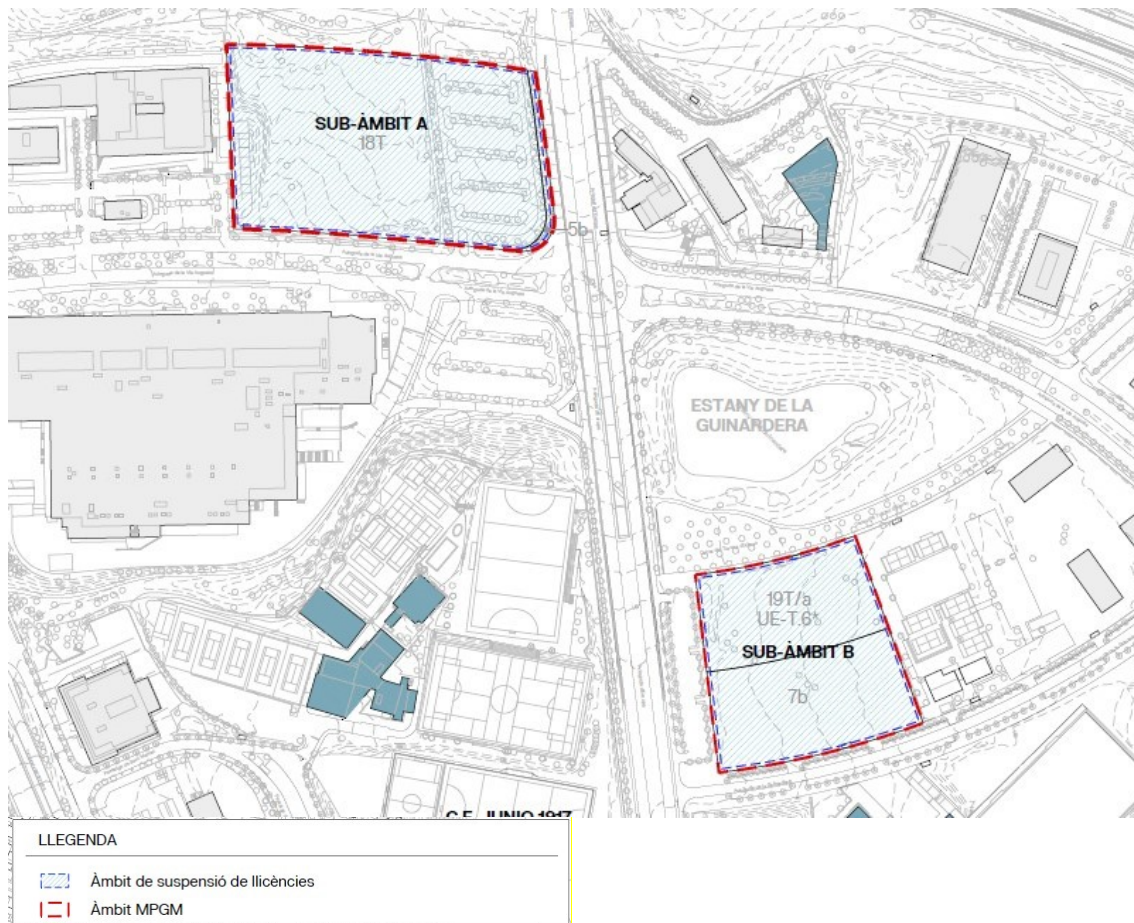 SUB-ÀMBIT A
18T
5b
ESTANY DE LA
GUINARDERA
19T/a
UE-T.6*
SUB-ÀMBIT B
7b
C.F. JUNIO 1917
LLEGENDA
Àmbit de suspensió de llicències
Àmbit MPGM